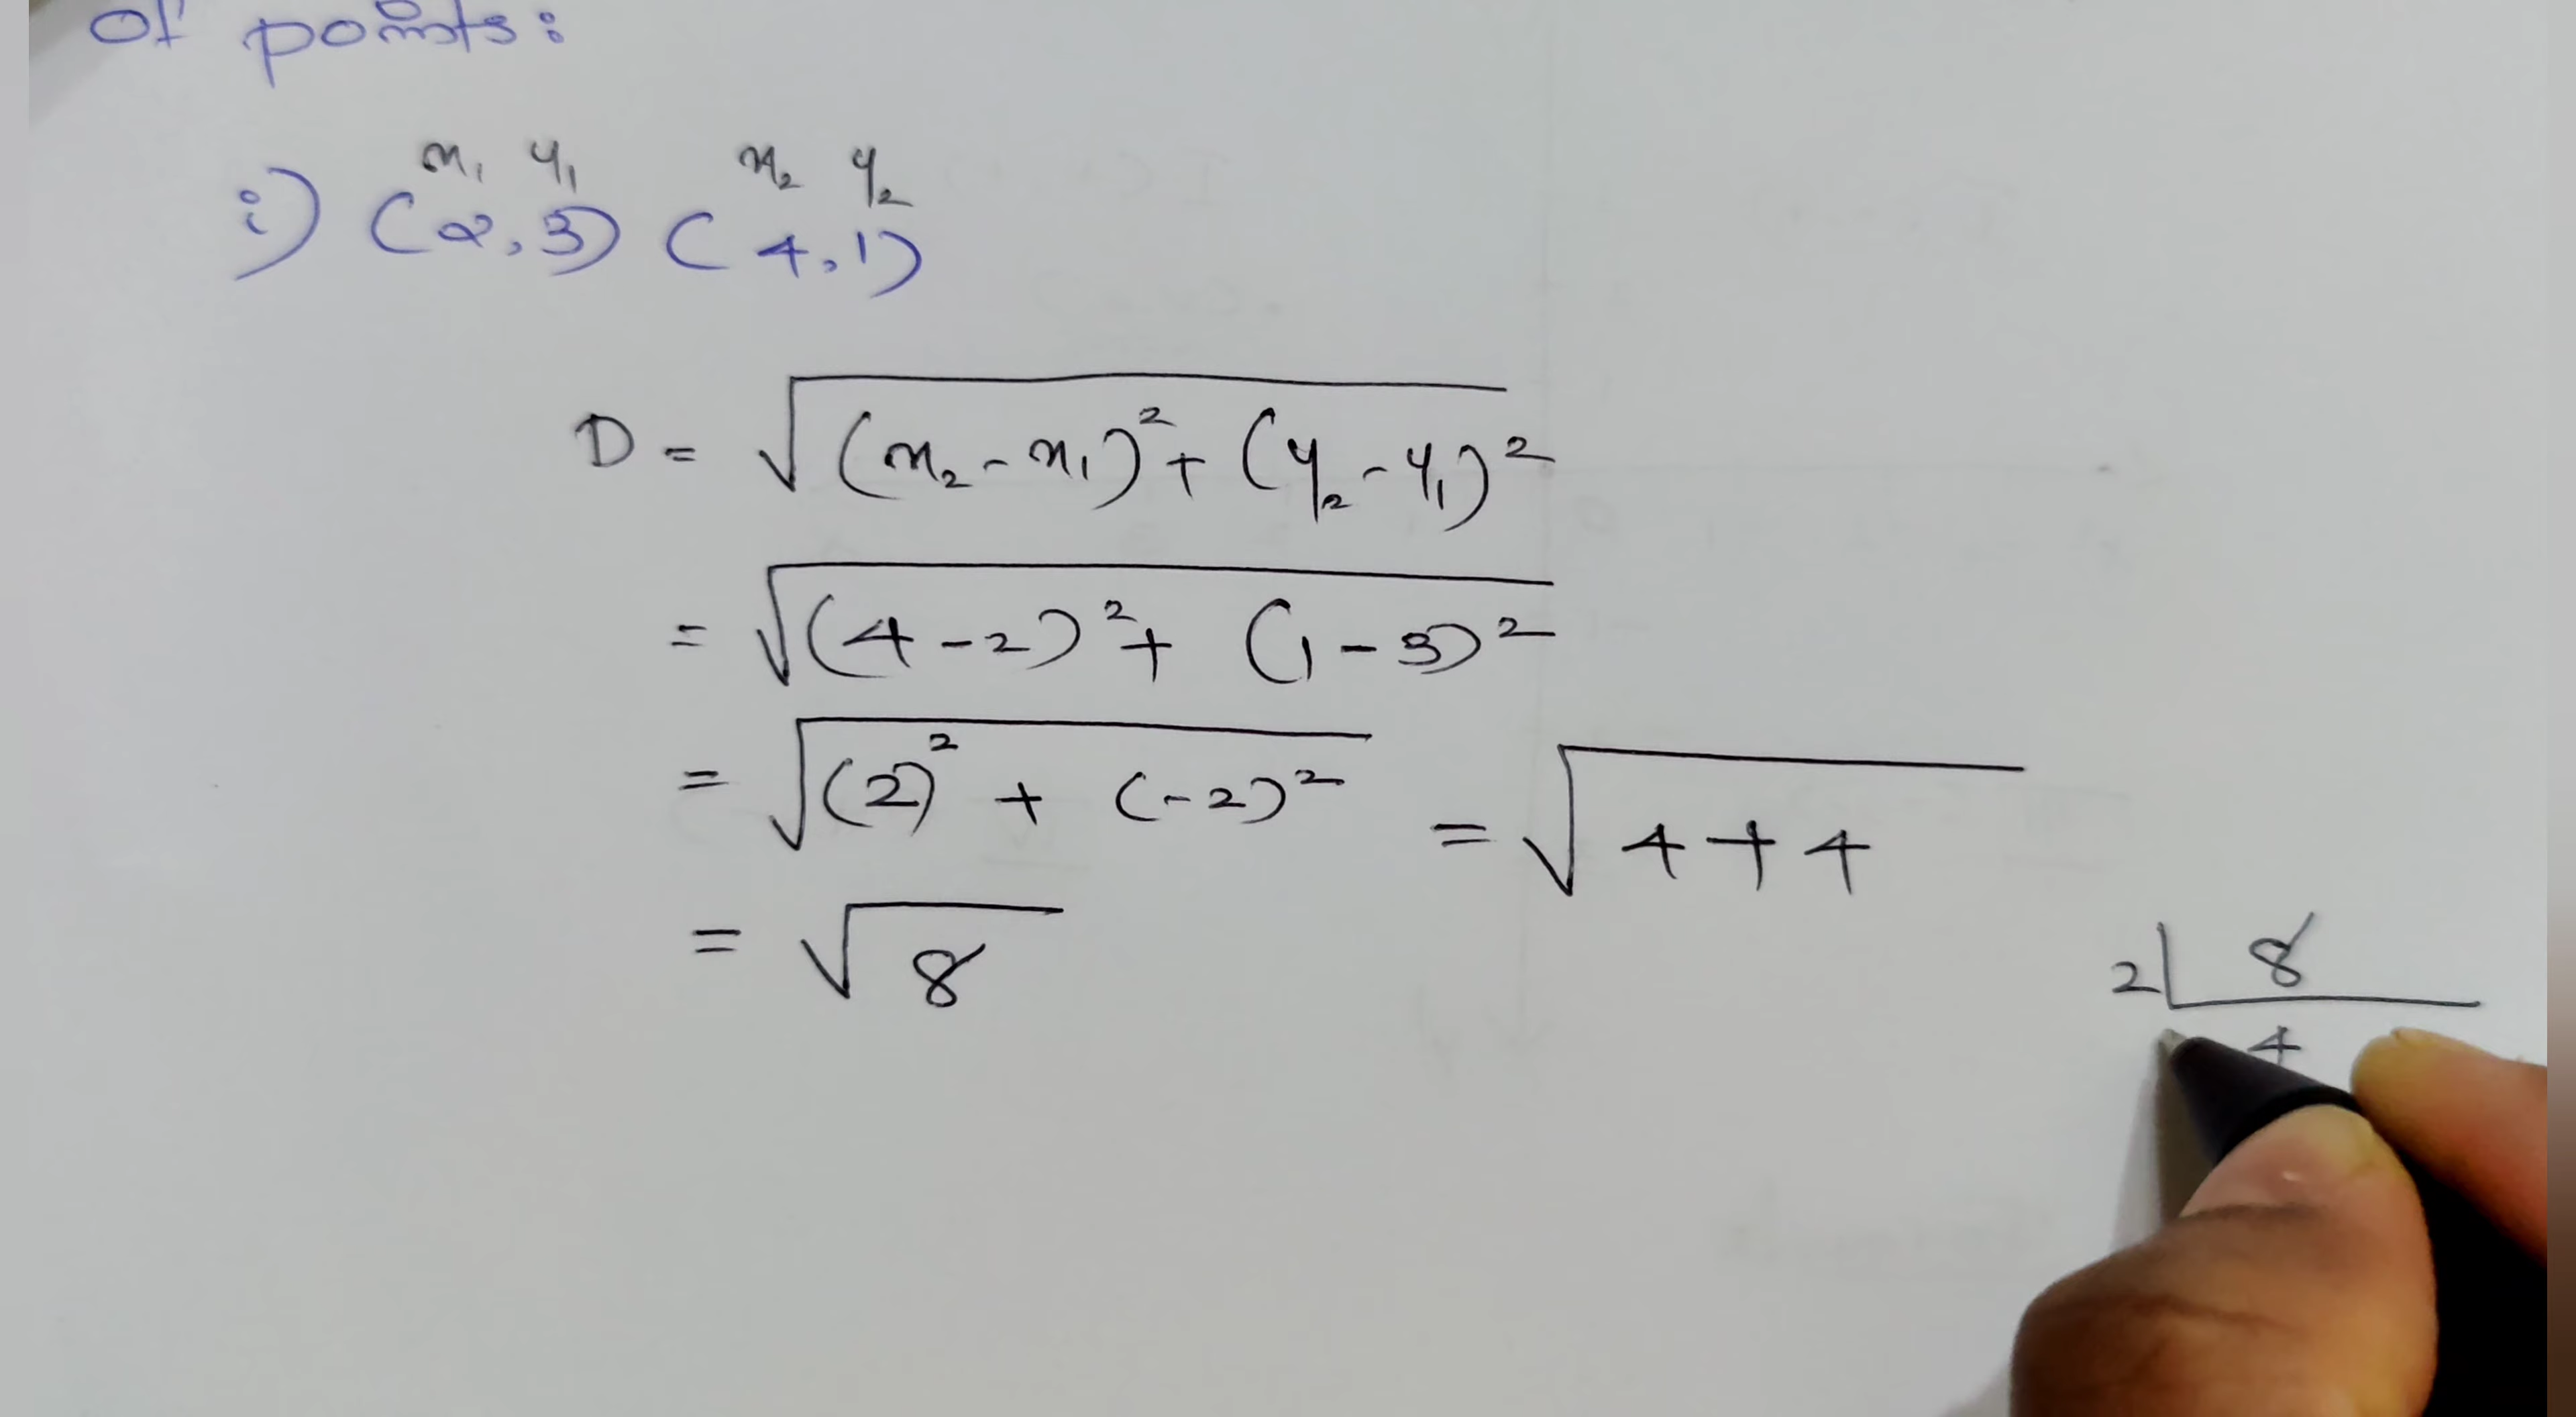 of points:
x₁ y₁ x₂ y₂
i) (2,3) (4,1)
D = √(x₂-x₁)²+(y₂-y₁)²
= √(4-2)²+(1-3)²
= √(2)²+(-2)² = √4+4
= √8
2 8
4